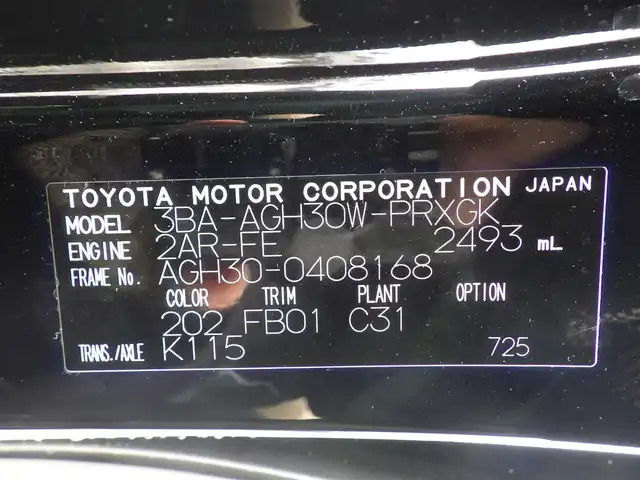 TOYOTA MOTOR CORPORATION JAPAN
MODEL 3BA-AGH30W-PRXGK
ENGINE 2AR-FE 2493 mL
FRAME No. AGH30-0408168
COLOR TRIM PLANT OPTION
202 FB01 C31
TRANS./AXLE K115 725